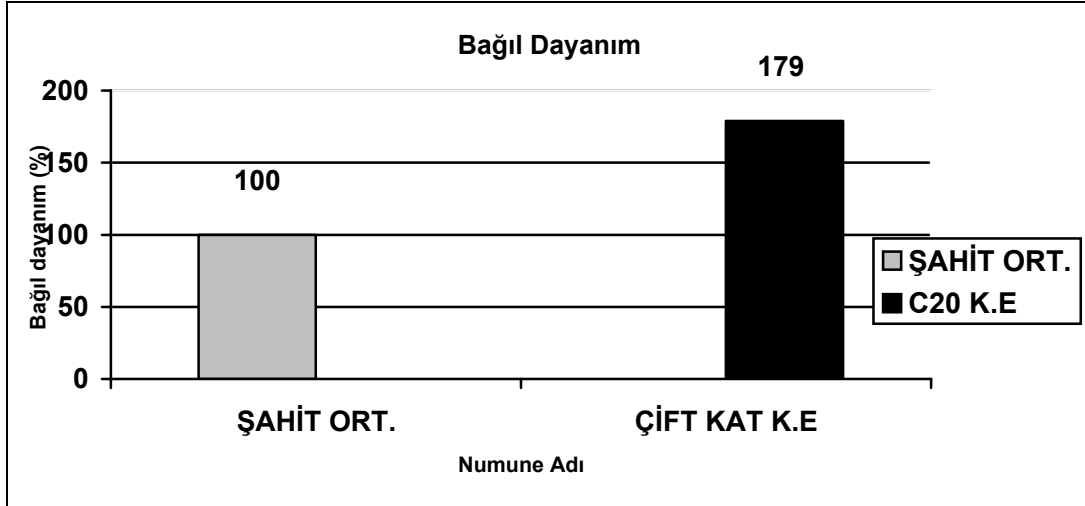 Bağıl Dayanım
179
200
150
100
100
50
0
Bağıl dayanım (%)
ŞAHİT ORT.
C20 K.E
ŞAHİT ORT.
ÇİFT KAT K.E
Numune Adı